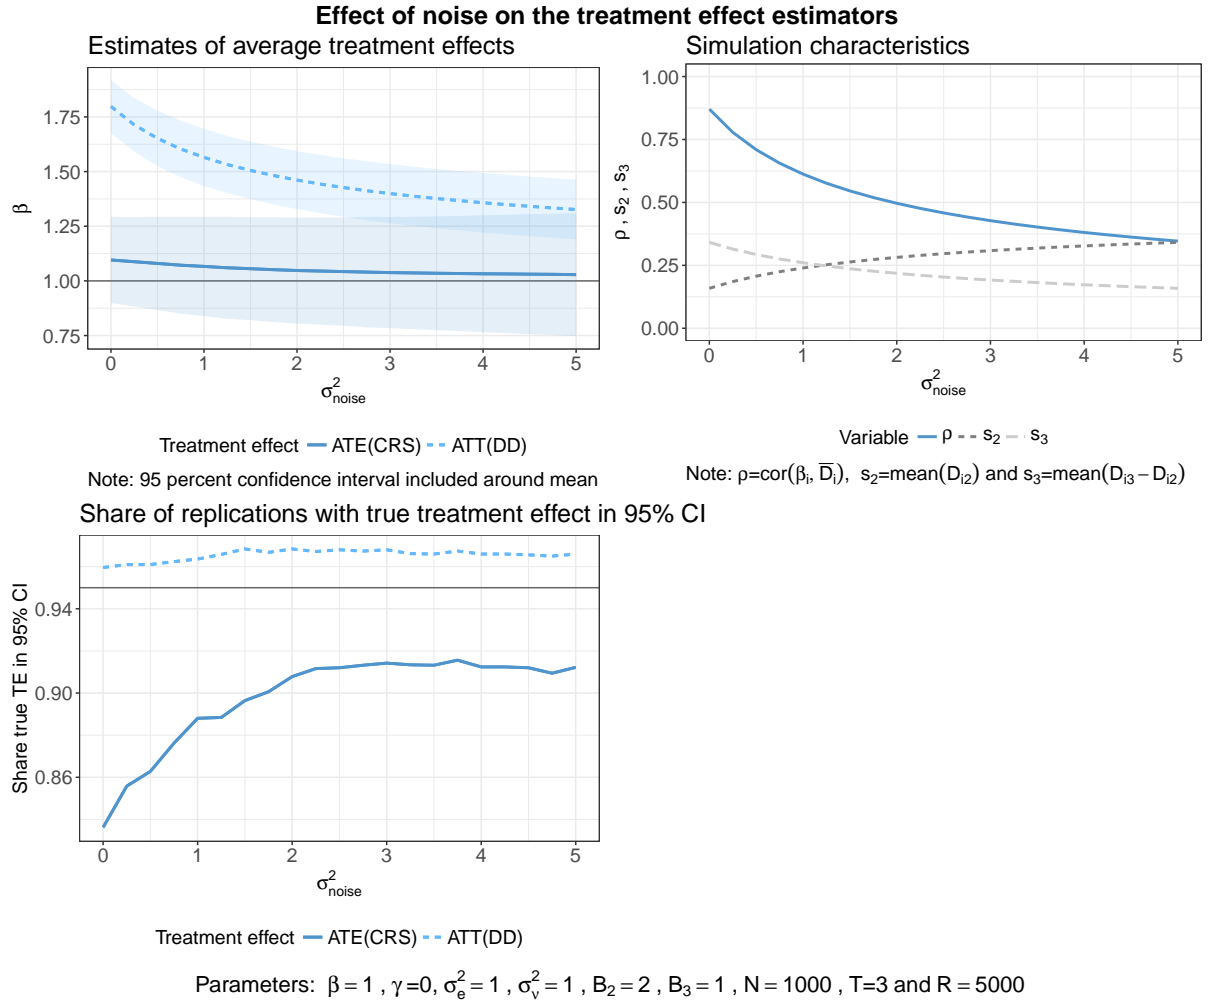 Effect of noise on the treatment effect estimators
Estimates of average treatment effects
β
1.75
1.50
1.25
1.00
0.75
0 1 2 3 4 5
σ²noise
Treatment effect ATE(CRS) ATT(DD)
Note: 95 percent confidence interval included around mean
Simulation characteristics
ρ , s₂ , s₃
1.00
0.75
0.50
0.25
0.00
0 1 2 3 4 5
σ²noise
Variable ρ s₂ s₃
Note: ρ=cor(βᵢ, D̅ᵢ), s₂=mean(Dᵢ₂) and s₃=mean(Dᵢ₃−Dᵢ₂)
Share of replications with true treatment effect in 95% CI
Share true TE in 95% CI
0.94
0.90
0.86
0 1 2 3 4 5
σ²noise
Treatment effect ATE(CRS) ATT(DD)
Parameters: β = 1 , γ =0, σ²ₑ = 1 , σ²ᵥ = 1 , B₂ = 2 , B₃ = 1 , N = 1000 , T=3 and R = 5000